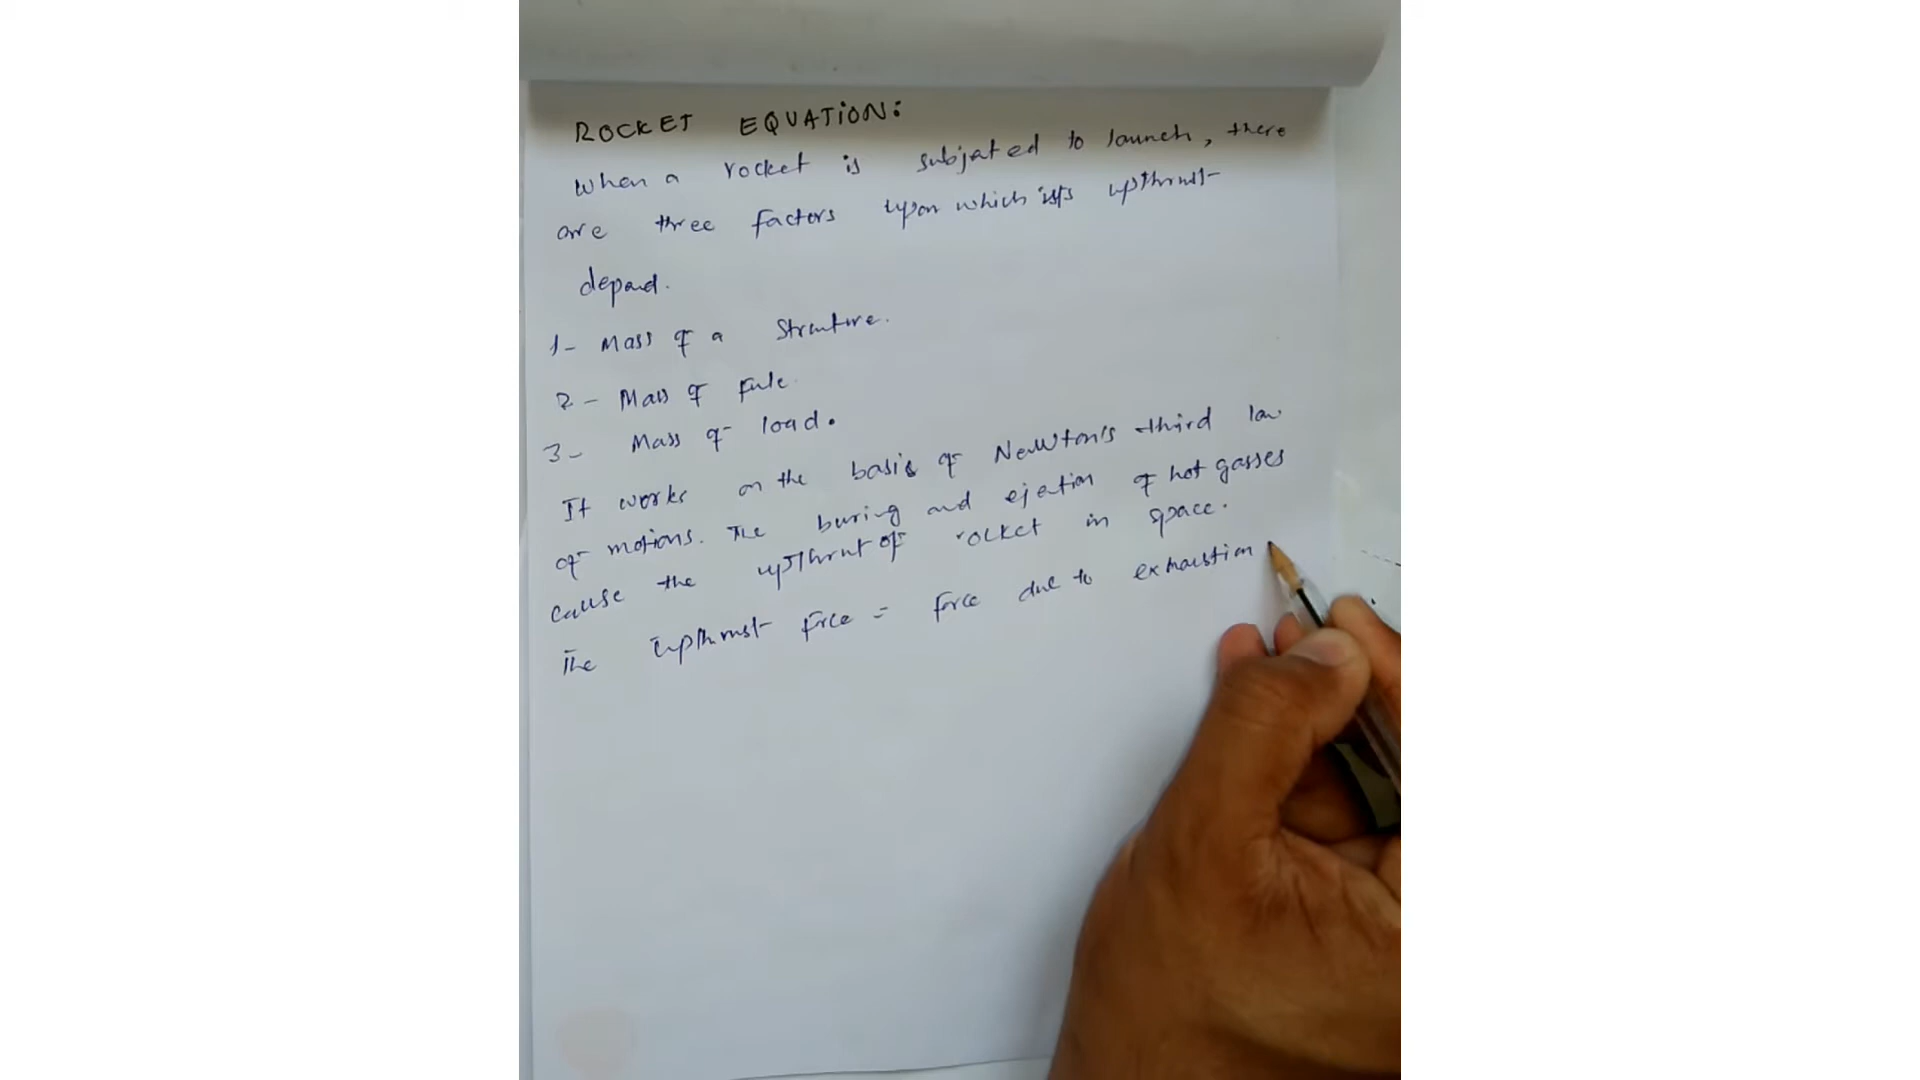 ROCKET EQUATION:
When a rocket is subjected to launch, there
are three factors upon which its upthrust
depend.
1- Mass of a Structure.
2- Mass of fule.
3- Mass of load.
It works on the basis of Newton's third law
of motions. The buring and ejection of hot gasses
cause the upthrut of rocket in space.
The upthrust force = force due to exhaustion